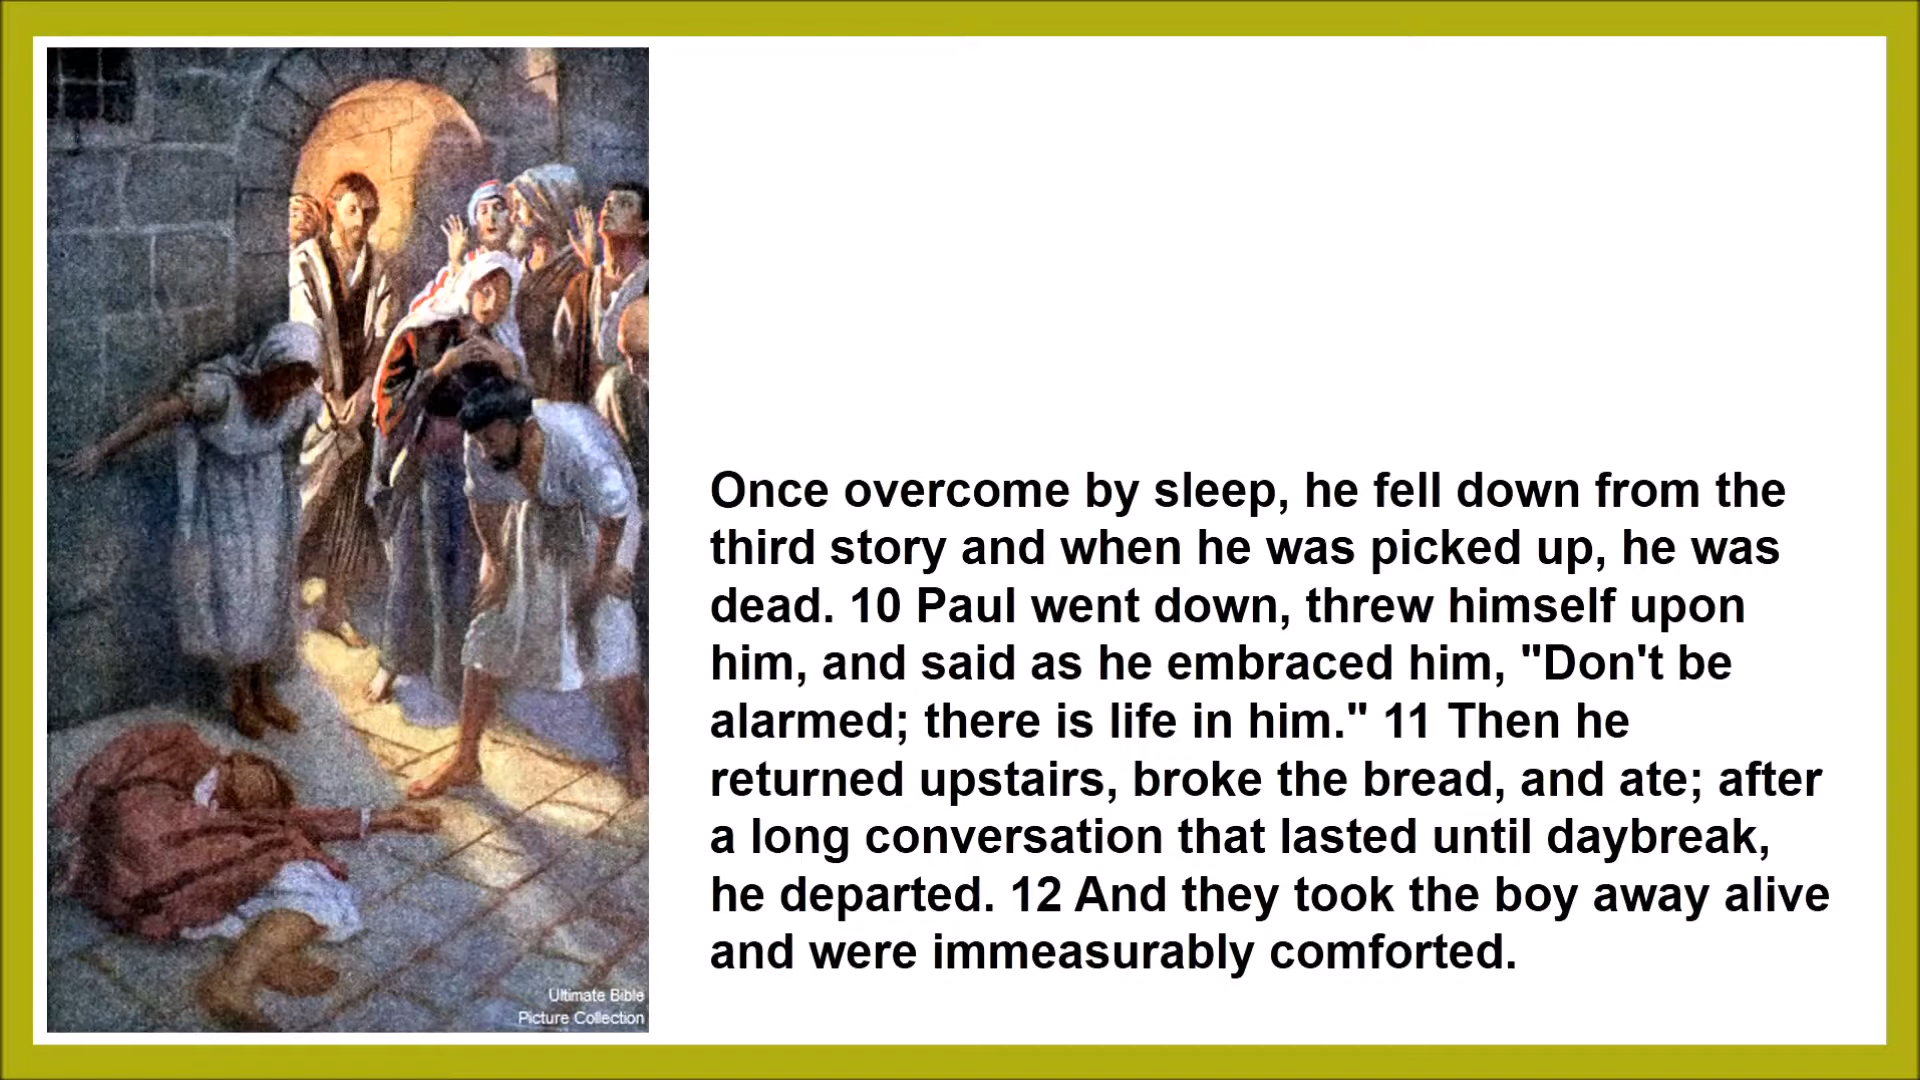 Once overcome by sleep, he fell down from the
third story and when he was picked up, he was
dead. 10 Paul went down, threw himself upon
him, and said as he embraced him, "Don't be
alarmed; there is life in him." 11 Then he
returned upstairs, broke the bread, and ate; after
a long conversation that lasted until daybreak,
he departed. 12 And they took the boy away alive
and were immeasurably comforted.
Ultimate Bible
Picture Collection